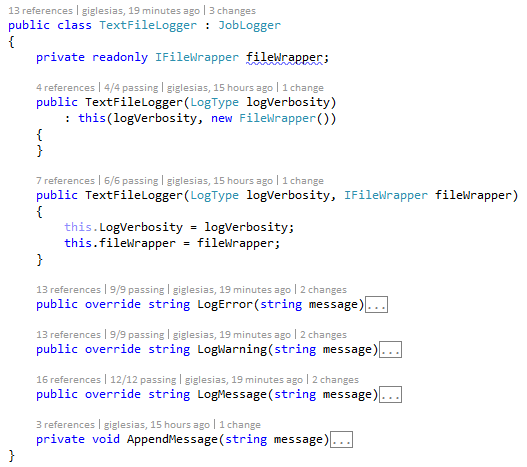 13 references | giglesias, 19 minutes ago | 3 changes
public class TextFileLogger : JobLogger
{
    private readonly IFileWrapper fileWrapper;
    4 references | 4/4 passing | giglesias, 15 hours ago | 1 change
    public TextFileLogger(LogType logVerbosity)
        : this(logVerbosity, new FileWrapper())
    {
    }
    7 references | 6/6 passing | giglesias, 15 hours ago | 1 change
    public TextFileLogger(LogType logVerbosity, IFileWrapper fileWrapper)
    {
        this.LogVerbosity = logVerbosity;
        this.fileWrapper = fileWrapper;
    }
    13 references | 9/9 passing | giglesias, 19 minutes ago | 2 changes
    public override string LogError(string message)...
    13 references | 9/9 passing | giglesias, 19 minutes ago | 2 changes
    public override string LogWarning(string message)...
    16 references | 12/12 passing | giglesias, 19 minutes ago | 2 changes
    public override string LogMessage(string message)...
    3 references | giglesias, 15 hours ago | 1 change
    private void AppendMessage(string message)...
}